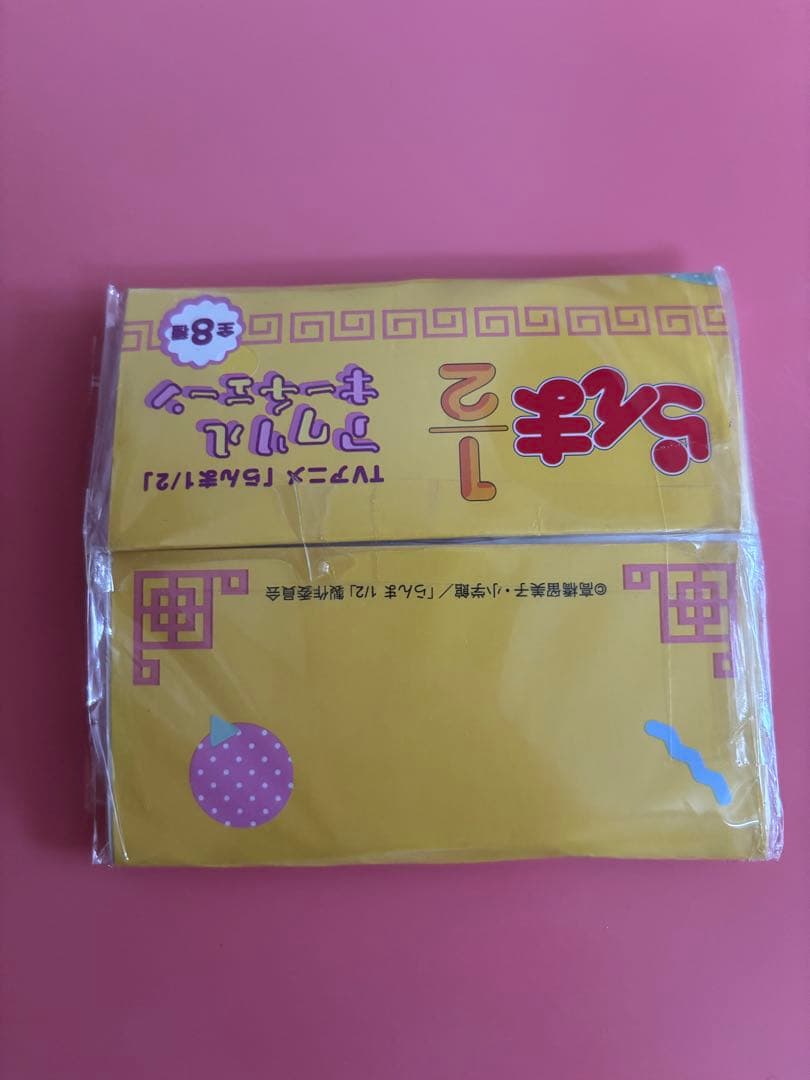 らんま
1/2
TVアニメ「らんま1/2」
アクリル
キーチェーン
全8種
©高橋留美子・小学館／「らんま 1/2」製作委員会